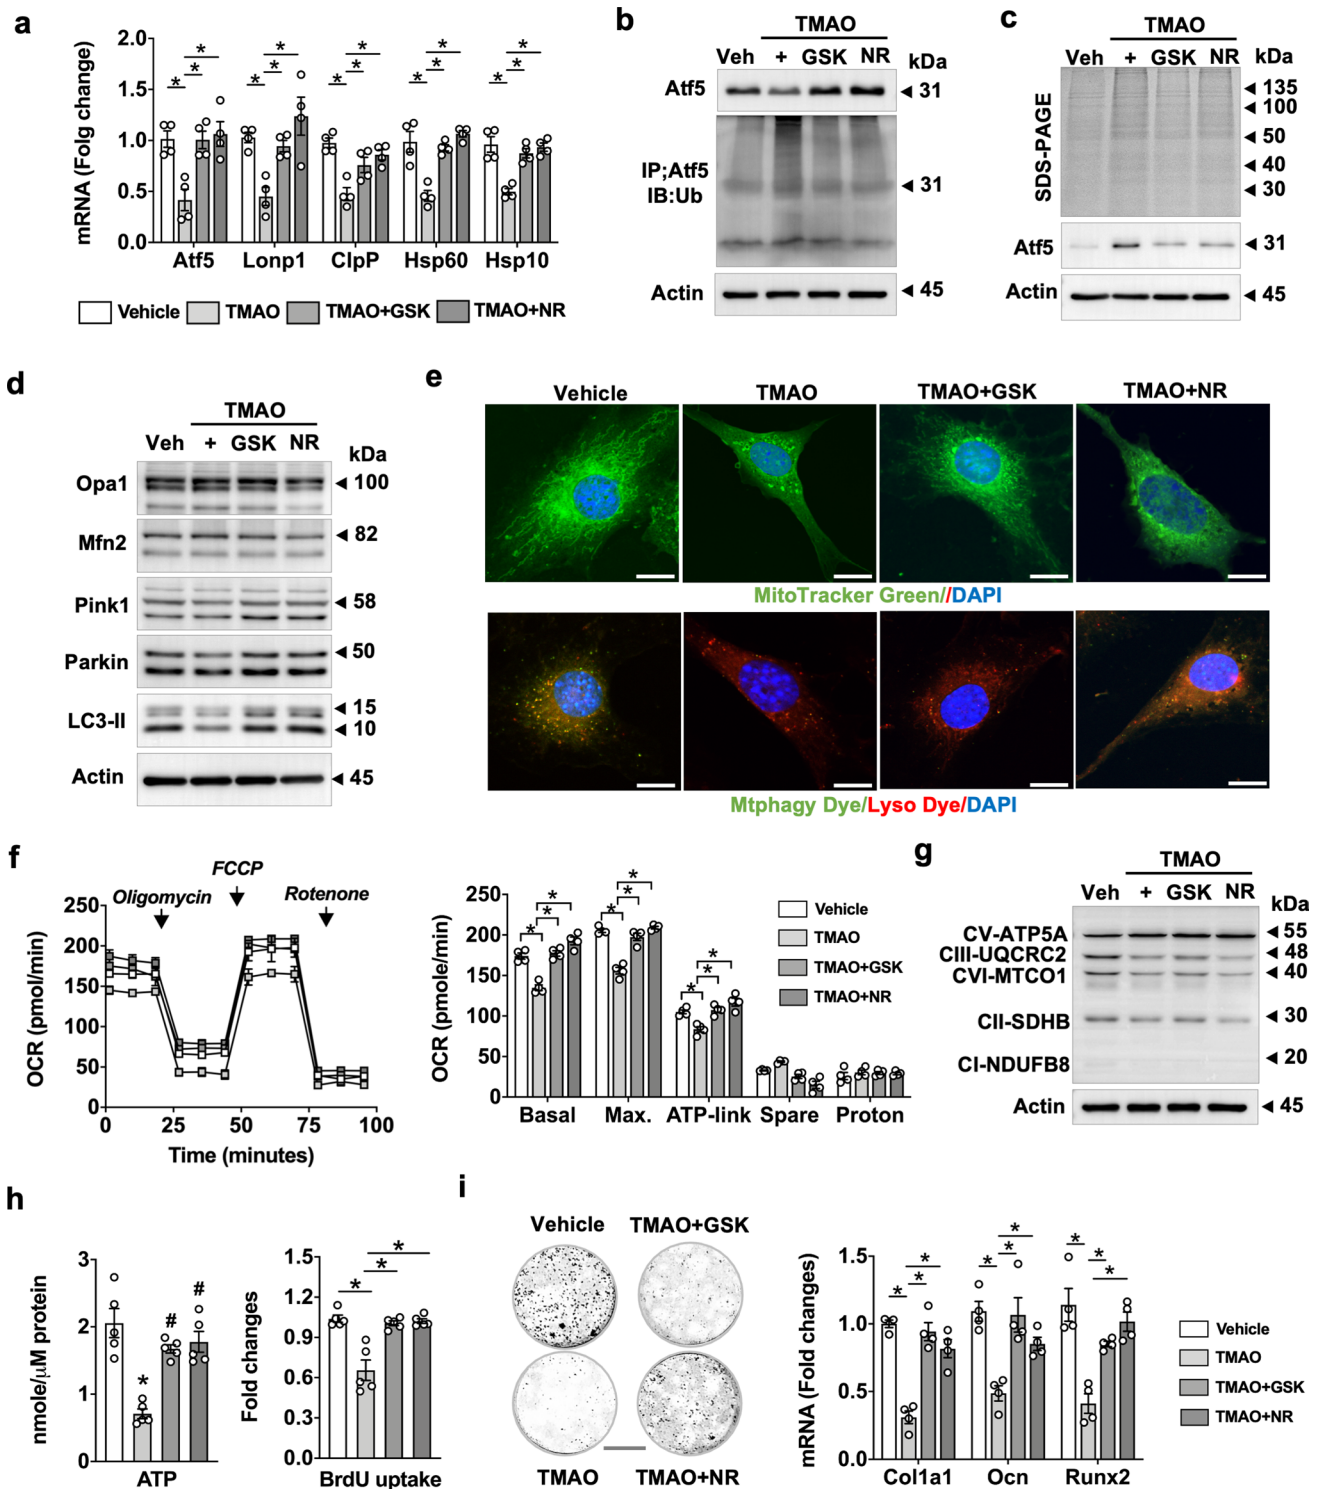 a
mRNA (Folg change)
2.0
1.5
1.0
0.5
0.0
* * * * * * * * * * * * * * *
Atf5 Lonp1 ClpP Hsp60 Hsp10
Vehicle TMAO TMAO+GSK TMAO+NR
b
TMAO
Veh + GSK NR kDa
Atf5 31
IP;Atf5
IB:Ub
31
Actin 45
c
TMAO
Veh + GSK NR kDa
SDS-PAGE
135
100
50
40
30
Atf5 31
Actin 45
d
TMAO
Veh + GSK NR kDa
Opa1 100
Mfn2 82
Pink1 58
Parkin 50
LC3-II 15
10
Actin 45
e
Vehicle TMAO TMAO+GSK TMAO+NR
MitoTracker Green//DAPI
Mtphagy Dye/Lyso Dye/DAPI
f
FCCP
Oligomycin Rotenone
OCR (pmol/min)
250
200
150
100
50
0
0 25 50 75 100
Time (minutes)
OCR (pmole/min)
250
200
150
100
50
0
* * * * * * * * *
Basal Max. ATP-link Spare Proton
Vehicle
TMAO
TMAO+GSK
TMAO+NR
g
TMAO
Veh + GSK NR kDa
CV-ATP5A 55
CIII-UQCRC2 48
CVI-MTCO1 40
CII-SDHB 30
CI-NDUFB8 20
Actin 45
h
nmole/µM protein
3
2
1
0
* # #
ATP
Fold changes
1.5
1.2
0.9
0.6
0.3
0.0
* * *
BrdU uptake
i
Vehicle TMAO+GSK
TMAO TMAO+NR
mRNA (Fold changes)
1.5
1.0
0.5
0.0
* * * * * * * * *
Col1a1 Ocn Runx2
Vehicle
TMAO
TMAO+GSK
TMAO+NR